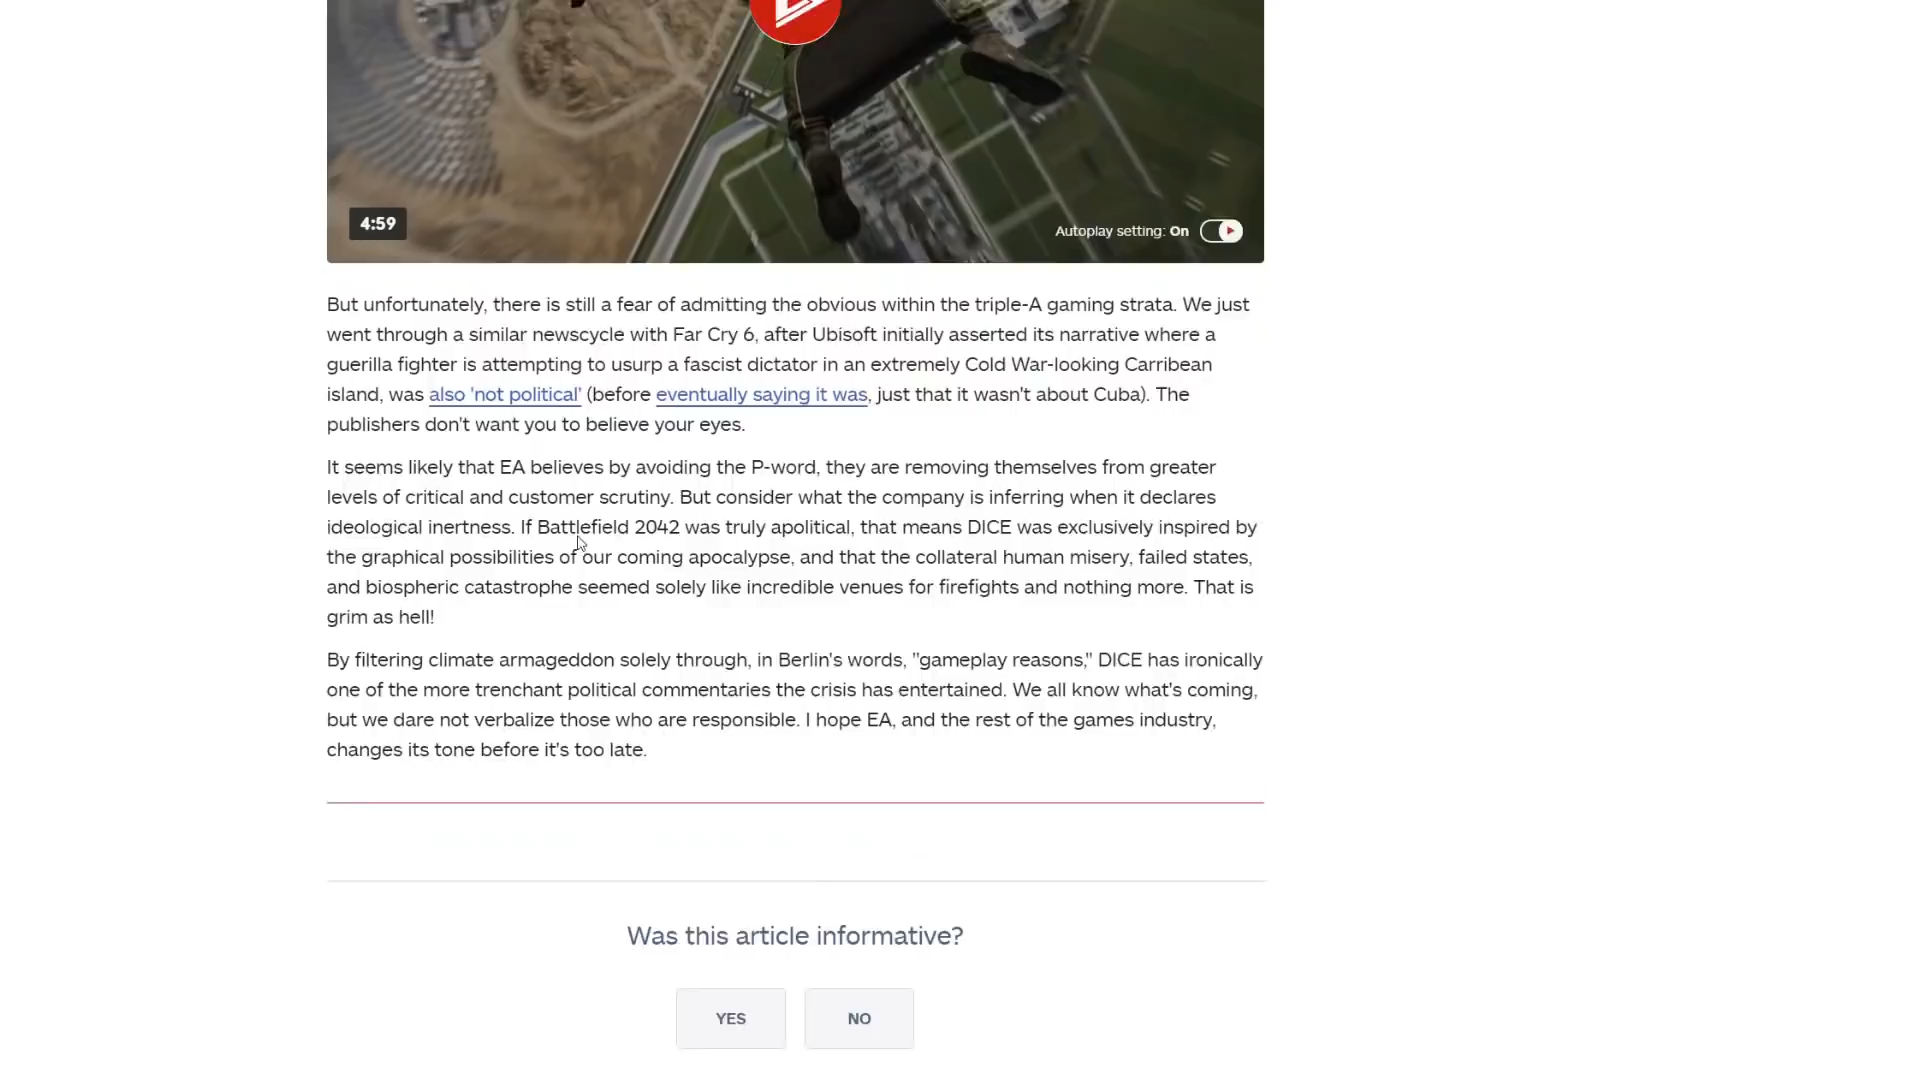 4:59
Autoplay setting: On
But unfortunately, there is still a fear of admitting the obvious within the triple-A gaming strata. We just
went through a similar newscycle with Far Cry 6, after Ubisoft initially asserted its narrative where a
guerilla fighter is attempting to usurp a fascist dictator in an extremely Cold War-looking Carribean
island, was also 'not political' (before eventually saying it was, just that it wasn't about Cuba). The
publishers don't want you to believe your eyes.
It seems likely that EA believes by avoiding the P-word, they are removing themselves from greater
levels of critical and customer scrutiny. But consider what the company is inferring when it declares
ideological inertness. If Battlefield 2042 was truly apolitical, that means DICE was exclusively inspired by
the graphical possibilities of our coming apocalypse, and that the collateral human misery, failed states,
and biospheric catastrophe seemed solely like incredible venues for firefights and nothing more. That is
grim as hell!
By filtering climate armageddon solely through, in Berlin's words, "gameplay reasons," DICE has ironically
one of the more trenchant political commentaries the crisis has entertained. We all know what's coming,
but we dare not verbalize those who are responsible. I hope EA, and the rest of the games industry,
changes its tone before it's too late.
Was this article informative?
YES
NO